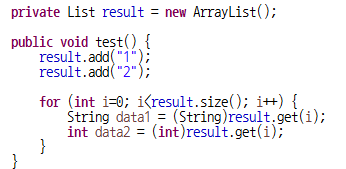 private List result = new ArrayList();
public void test() {
result.add("1");
result.add("2");
for (int i=0; i<result.size(); i++) {
String data1 = (String)result.get(i);
int data2 = (int)result.get(i);
}
}